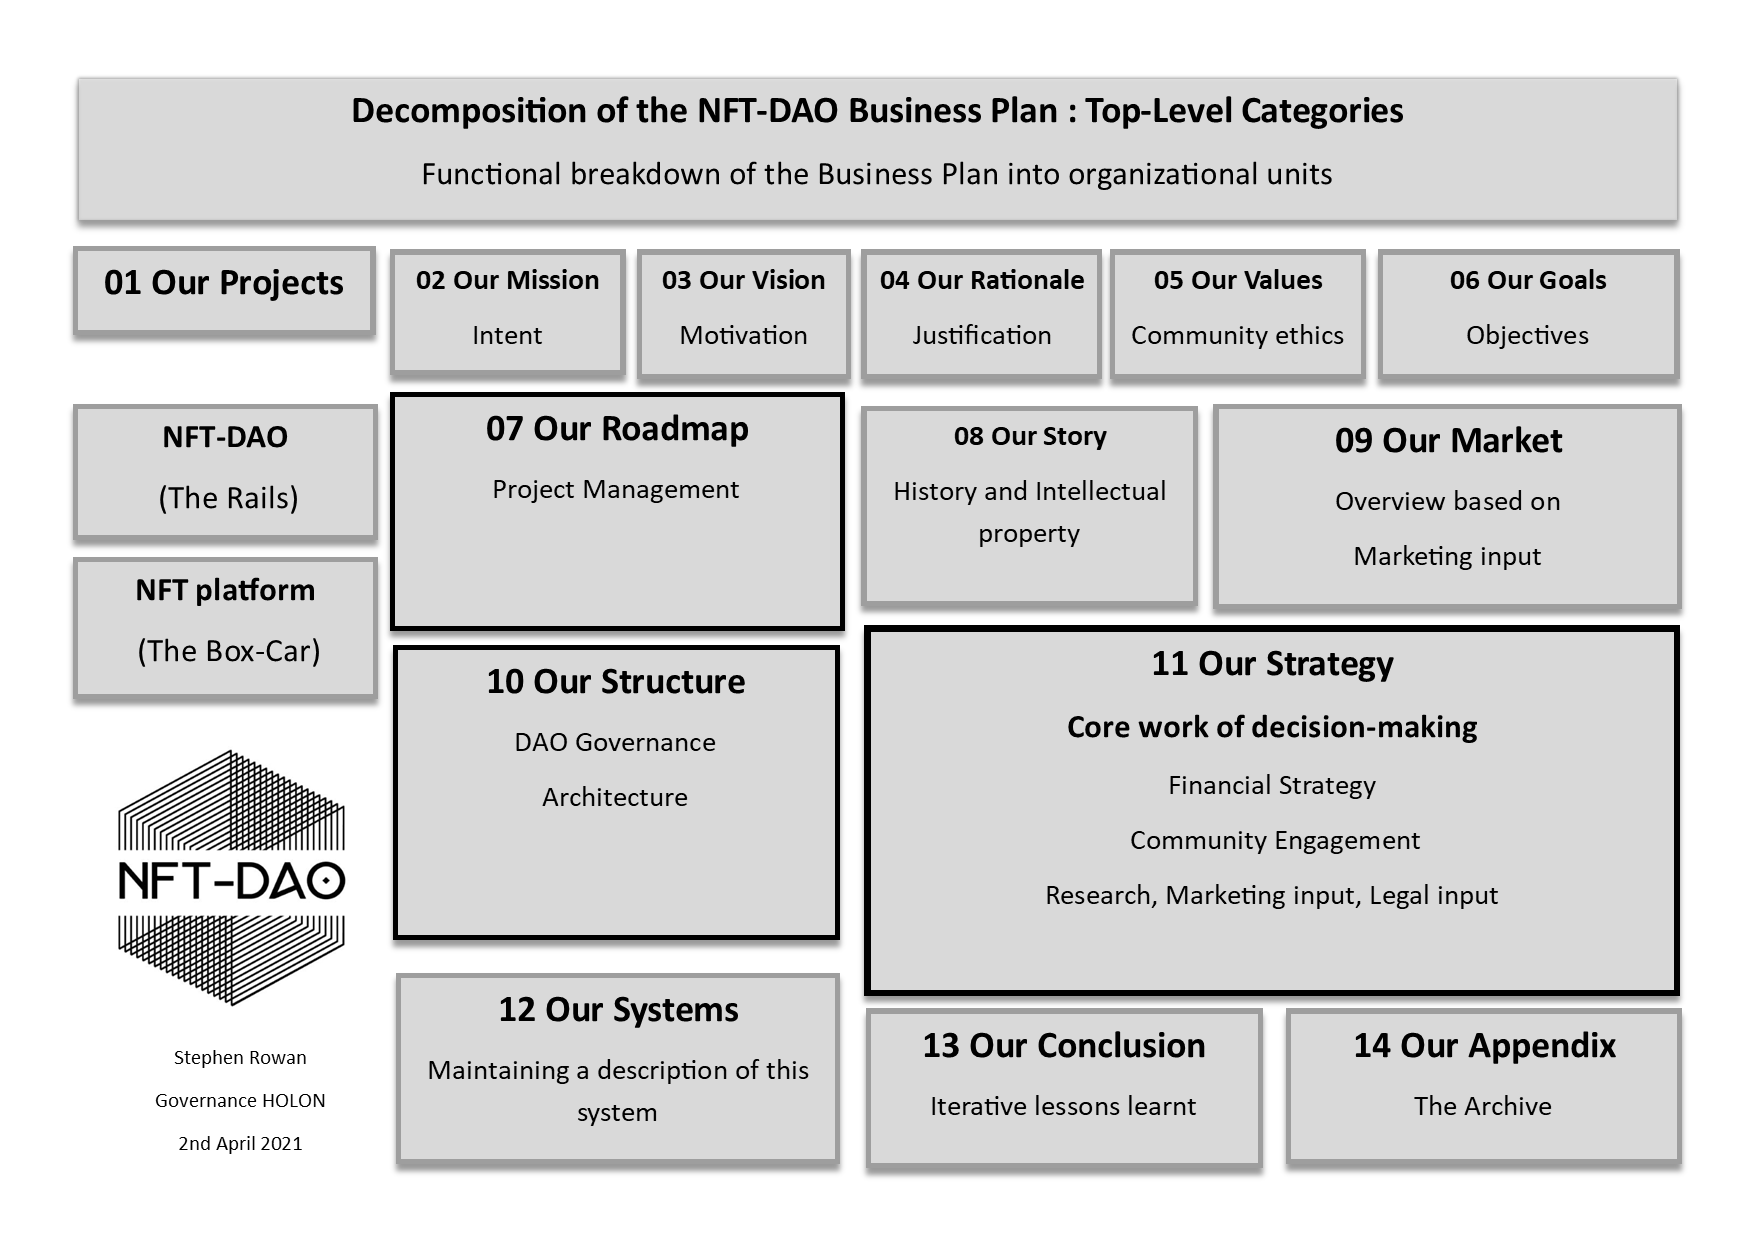 Decomposition of the NFT-DAO Business Plan : Top-Level Categories
Functional breakdown of the Business Plan into organizational units
01 Our Projects
02 Our Mission
Intent
03 Our Vision
Motivation
04 Our Rationale
Justification
05 Our Values
Community ethics
06 Our Goals
Objectives
NFT-DAO
(The Rails)
NFT platform
(The Box-Car)
07 Our Roadmap
Project Management
08 Our Story
History and Intellectual
property
09 Our Market
Overview based on
Marketing input
10 Our Structure
DAO Governance
Architecture
11 Our Strategy
Core work of decision-making
Financial Strategy
Community Engagement
Research, Marketing input, Legal input
NFT-DAO
Stephen Rowan
Governance HOLON
2nd April 2021
12 Our Systems
Maintaining a description of this
system
13 Our Conclusion
Iterative lessons learnt
14 Our Appendix
The Archive